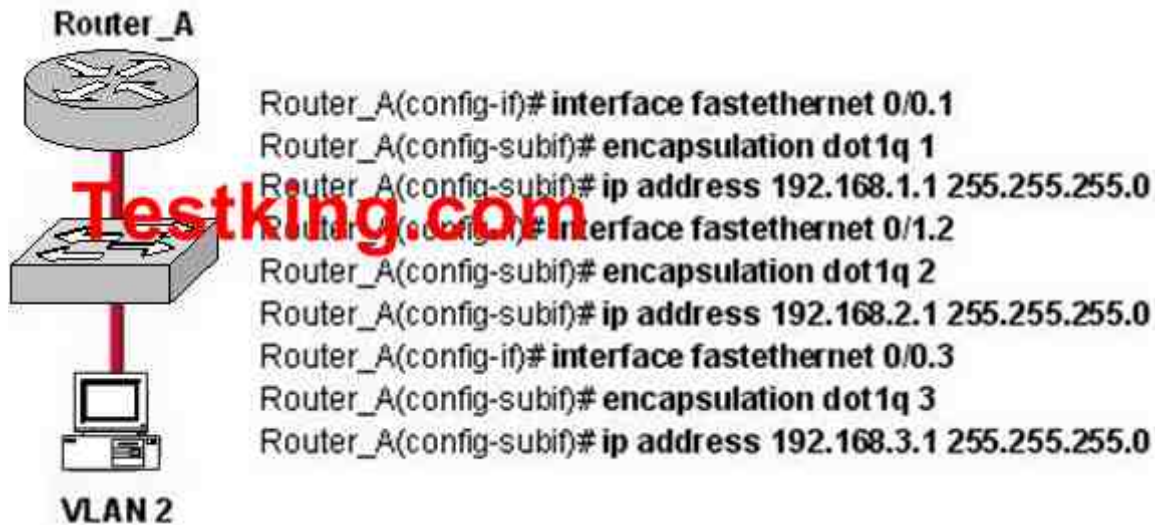 Router_A
Router_A(config-if)# interface fastethernet 0/0.1
Router_A(config-subif)# encapsulation dot1q 1
Router_A(config-subif)# ip address 192.168.1.1 255.255.255.0
Testking.com
Router_A(config-if)# interface fastethernet 0/1.2
Router_A(config-subif)# encapsulation dot1q 2
Router_A(config-subif)# ip address 192.168.2.1 255.255.255.0
Router_A(config-if)# interface fastethernet 0/0.3
Router_A(config-subif)# encapsulation dot1q 3
Router_A(config-subif)# ip address 192.168.3.1 255.255.255.0
VLAN 2